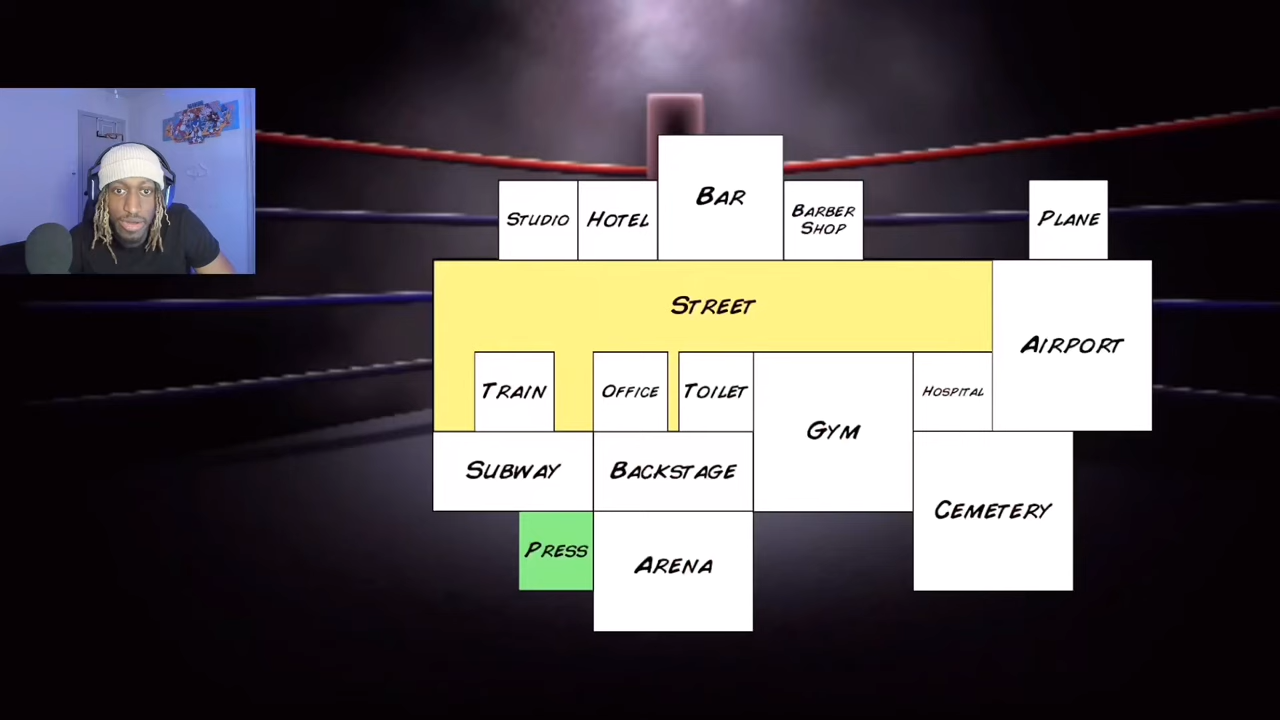 Bar
Studio
Hotel
Barber
Shop
Plane
Street
Airport
Train
Office
Toilet
Hospital
Gym
Subway
Backstage
Cemetery
Press
Arena